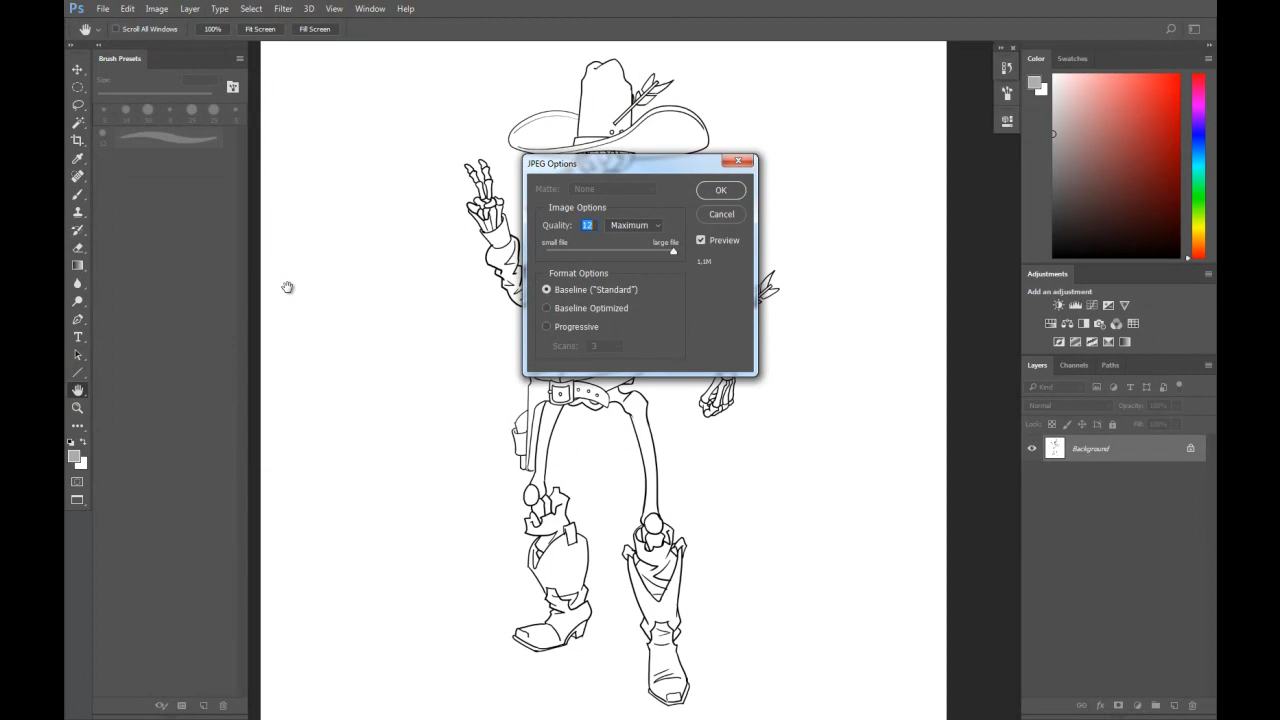 Ps File Edit Image Layer Type Select Filter 3D View Window Help
Scroll All Windows 100% Fit Screen Fill Screen
Brush Presets
Size:
JPEG Options
Matte: None
OK
Image Options
Cancel
Quality: 12 Maximum
Preview
small file large file
1,1M
Format Options
Baseline ("Standard")
Baseline Optimized
Progressive
Scans: 3
Color Swatches
Adjustments
Add an adjustment
Layers Channels Paths
Kind
Normal Opacity: 100%
Lock: Fill: 100%
Background